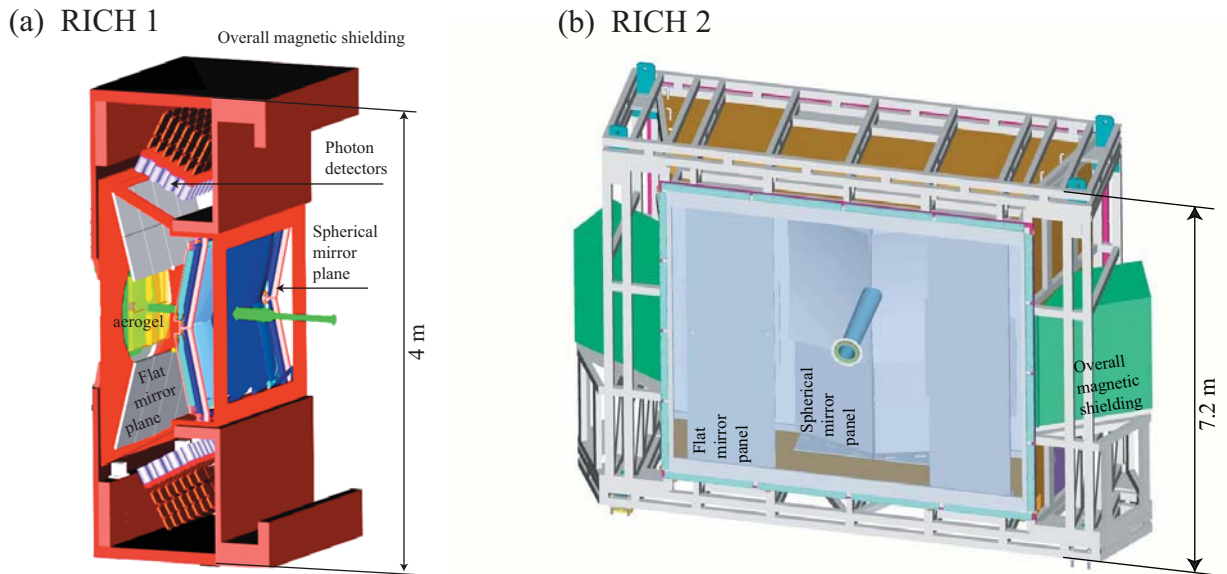 (a) RICH 1
Overall magnetic shielding
Photon
detectors
Spherical
mirror
plane
aerogel
Flat
mirror
plane
4 m
(b) RICH 2
Flat
mirror
panel
Spherical
mirror
panel
Overall
magnetic
shielding
7.2 m